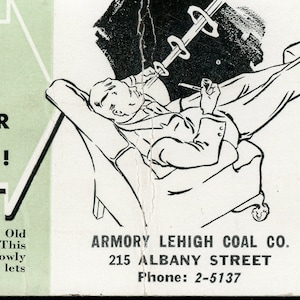 R
!
Old
This
owly
lets
ARMORY LEHIGH COAL CO.
215 ALBANY STREET
Phone: 2-5137